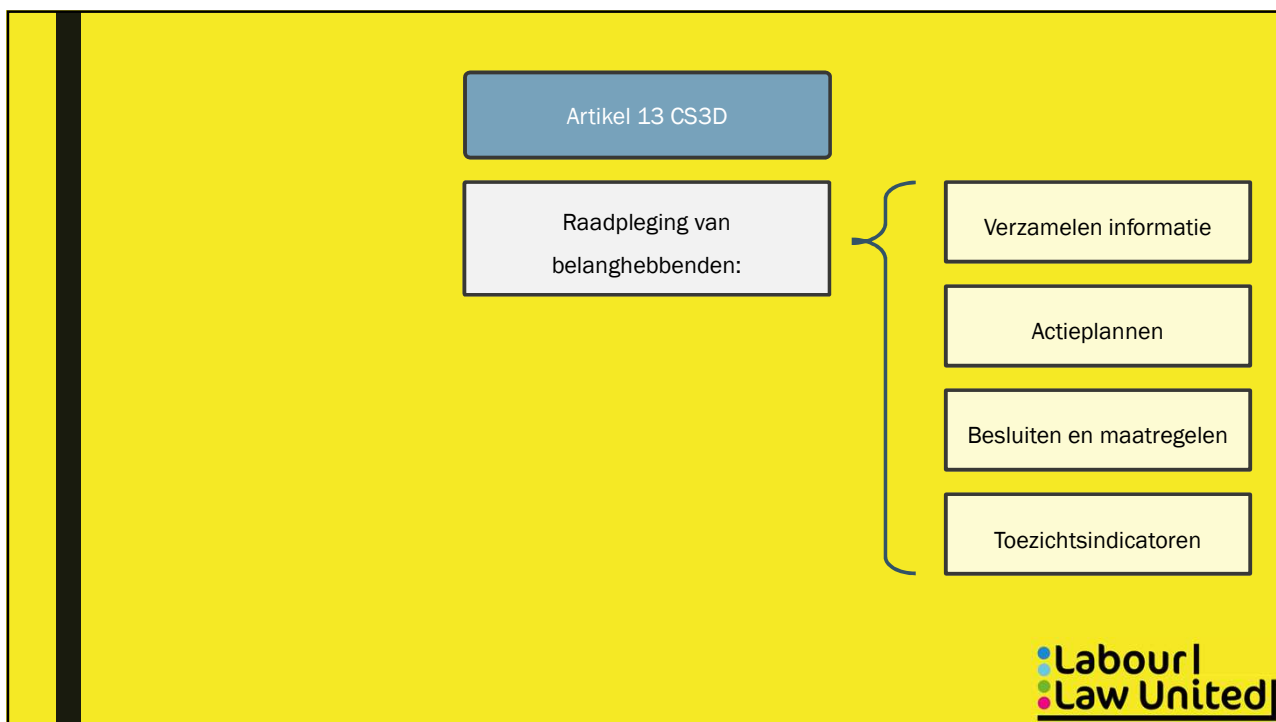 Artikel 13 CS3D
Raadpleging van
belanghebbenden:
Verzamelen informatie
Actieplannen
Besluiten en maatregelen
Toezichtsindicatoren
Labour|
Law United|